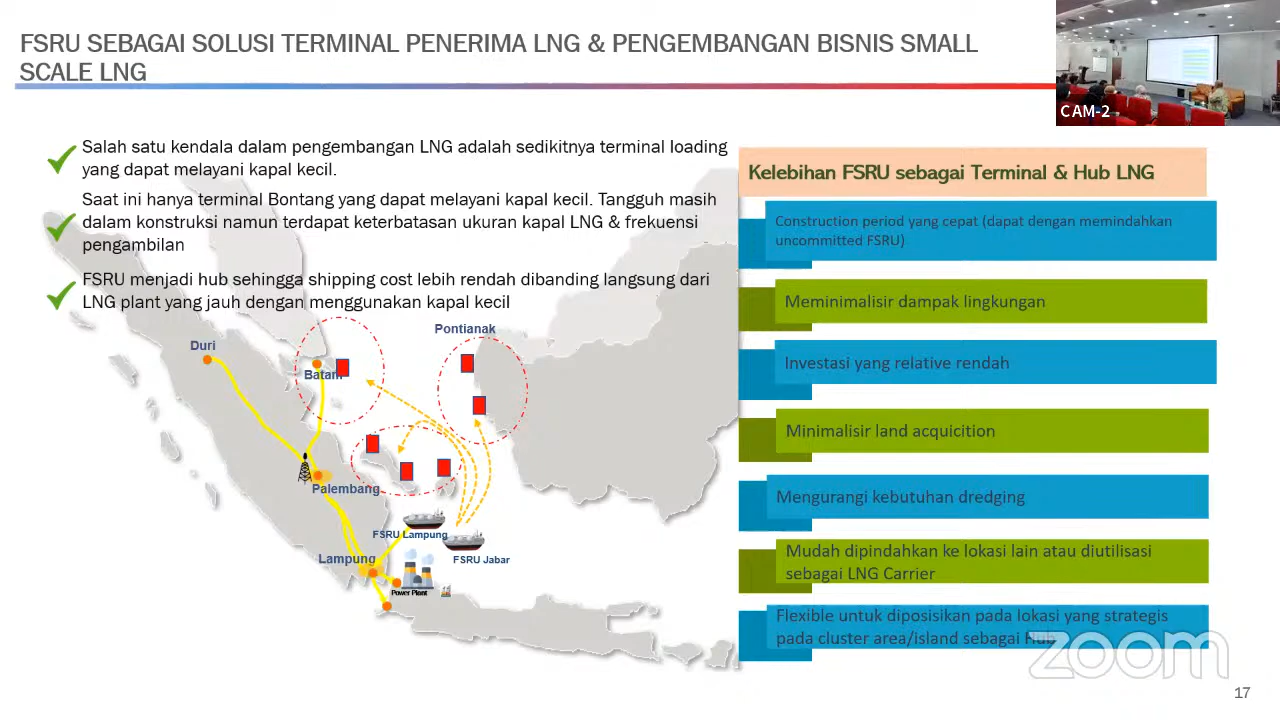 FSRU SEBAGAI SOLUSI TERMINAL PENERIMA LNG & PENGEMBANGAN BISNIS SMALL
SCALE LNG
CAM-2
Salah satu kendala dalam pengembangan LNG adalah sedikitnya terminal loading
yang dapat melayani kapal kecil.
Saat ini hanya terminal Bontang yang dapat melayani kapal kecil. Tangguh masih
dalam konstruksi namun terdapat keterbatasan ukuran kapal LNG & frekuensi
pengambilan
FSRU menjadi hub sehingga shipping cost lebih rendah dibanding langsung dari
LNG plant yang jauh dengan menggunakan kapal kecil
Pontianak
Duri
Batam
Palembang
FSRU Lampung
Lampung
FSRU Jabar
Power Plant
Kelebihan FSRU sebagai Terminal & Hub LNG
Construction period yang cepat (dapat dengan memindahkan
uncommitted FSRU)
Meminimalisir dampak lingkungan
Investasi yang relative rendah
Minimalisir land acquicition
Mengurangi kebutuhan dredging
Mudah dipindahkan ke lokasi lain atau diutilisasi
sebagai LNG Carrier
Flexible untuk diposisikan pada lokasi yang strategis
pada cluster area/island sebagai Hub
zoom
17